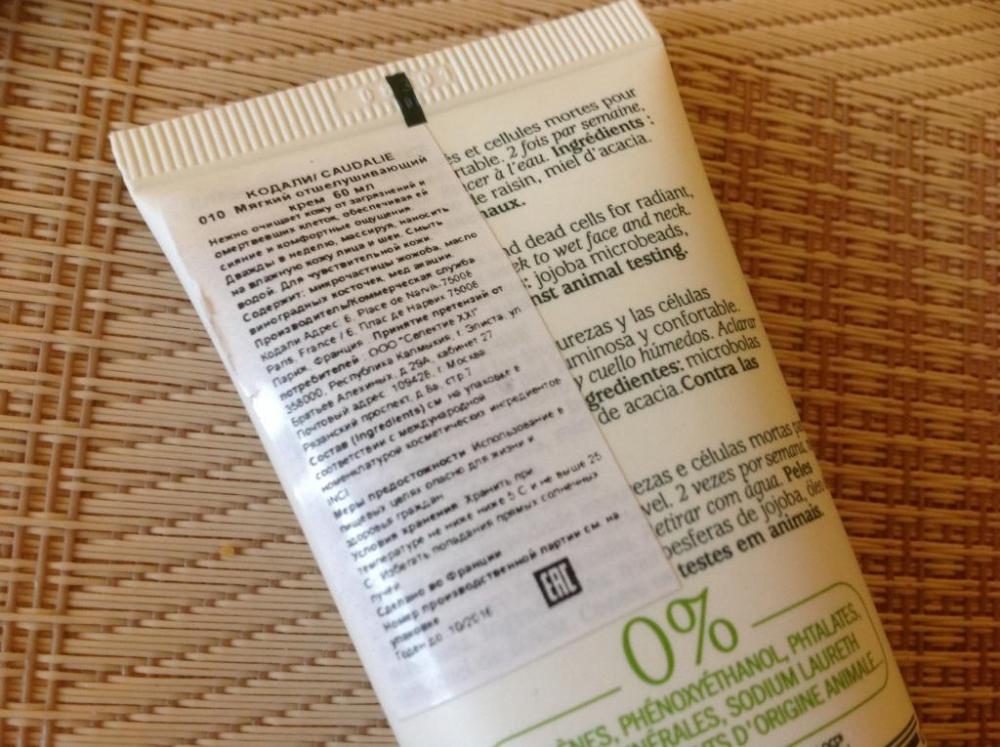 КОДАЛИ/ CAUDALIE
010 Мягкий отшелушивающий
крем 60 мл
Нежно очищает кожу от загрязнений и
омертвевших клеток, обеспечивая ей
сияние и комфортные ощущения.
Дважды в неделю, массируя, наносить
на влажную кожу лица и шеи. Смыть
водой. Для чувствительной кожи.
Содержит: микрочастицы жожоба, масло
виноградных косточек, мед акации.
Производитель/Коммерческая служба
Кодали Адрес: 6, Place de Narvik-75008
Paris, France / 6, Плас де Нарвик 75008
Париж, Франция. Принятие претензий от
потребителей: ООО "Селектив XXI"
358000, Республика Калмыкия, г. Элиста, ул.
Братьев Алехиных, д.29А, кабинет 27
Почтовый адрес: 109428, г. Москва
Рязанский проспект, д. 8а, стр.7
Состав (Ingredients) см. на упаковке в
соответствии с международной
номенклатурой косметических ингредиентов
INCI
Меры предосторожности Использование в
пищевых целях опасно для жизни и
здоровья граждан
Условия хранения Хранить при
температуре не ниже 5 С и не выше 25
С. Избегать попадания прямых солнечных
лучей
Сделано во Франции
Номер производственной партии см. на
упаковке
Годен до 10/2016
EAC
es et cellules mortes pour
rtable. 2 fois par semaine,
cer à l'eau. Ingrédients :
le raisin, miel d'acacia.
naux.
nd dead cells for radiant,
ek to wet face and neck.
: jojoba microbeads,
nst animal testing.
urezas y las células
uminosa y confortable.
y cuello húmedos. Aclarar
gredientes: microbolas
de acacia. Contra las
ezas e células mortas
vel. 2 vezes por semana
etirar com água. Peles
oesferas de jojoba, óleo
testes em animais.
0%
ÈNES, PHÉNOXYÉTHANOL, PHTALATES,
NÉRALES, SODIUM LAURETH
TS D'ORIGINE ANIMALE